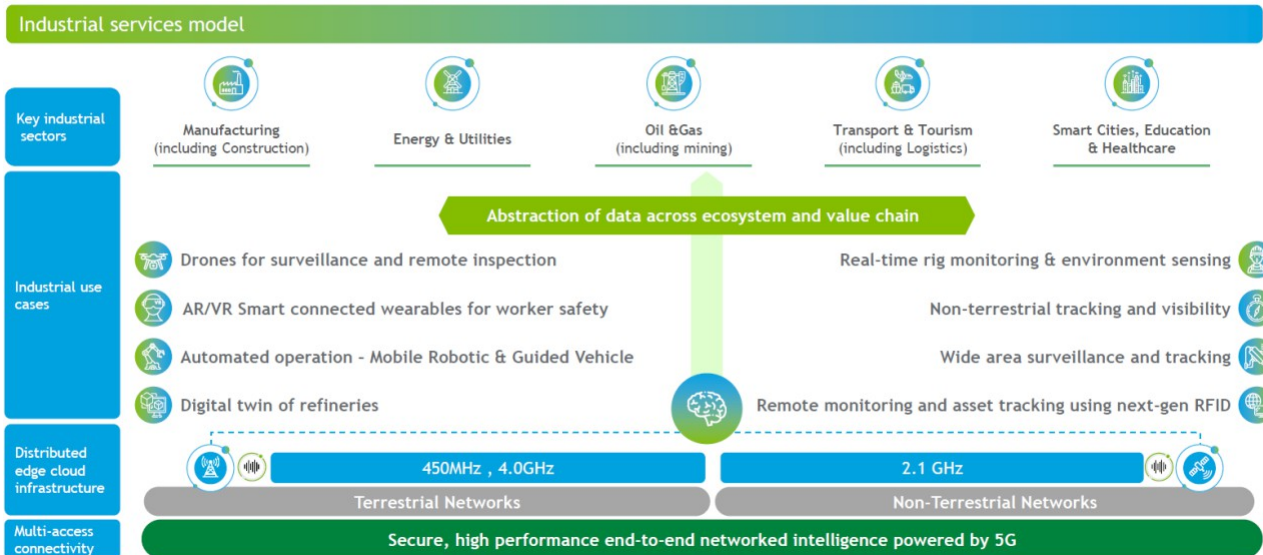 Industrial services model
Key industrial
sectors
Manufacturing
(including Construction)
Energy & Utilities
Oil &Gas
(including mining)
Transport & Tourism
(including Logistics)
Smart Cities, Education
& Healthcare
Industrial use
cases
Abstraction of data across ecosystem and value chain
Drones for surveillance and remote inspection
AR/VR Smart connected wearables for worker safety
Automated operation - Mobile Robotic & Guided Vehicle
Digital twin of refineries
Real-time rig monitoring & environment sensing
Non-terrestrial tracking and visibility
Wide area surveillance and tracking
Remote monitoring and asset tracking using next-gen RFID
Distributed
edge cloud
infrastructure
450MHz , 4.0GHz
2.1 GHz
Terrestrial Networks
Non-Terrestrial Networks
Multi-access
connectivity
Secure, high performance end-to-end networked intelligence powered by 5G